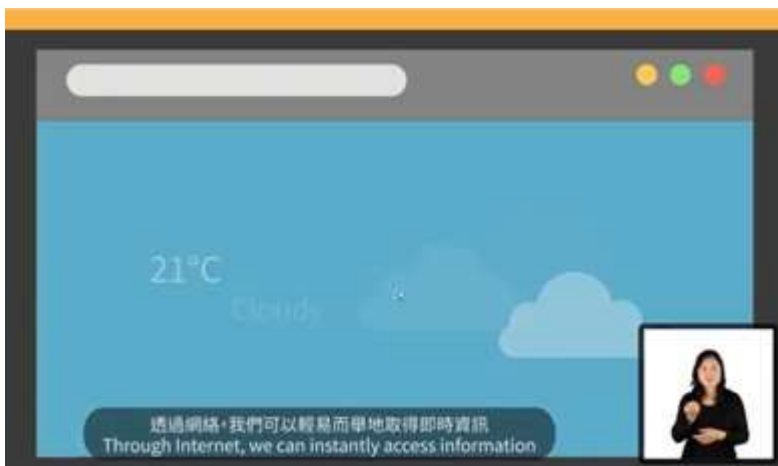 21°C
Clouds
透過網絡，我們可以輕易而舉地取得即時資訊
Through Internet, we can instantly access information